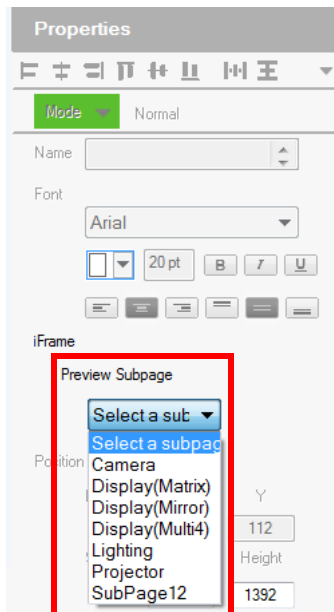 Properties
Mode Normal
Name
Font
Arial
20 pt B I U
iFrame
Preview Subpage
Select a sub
Select a subpag
Camera
Position
Display(Matrix)
Display(Mirror)
Y
Display(Multi4)
112
Lighting
Height
Projector
SubPage12
1392